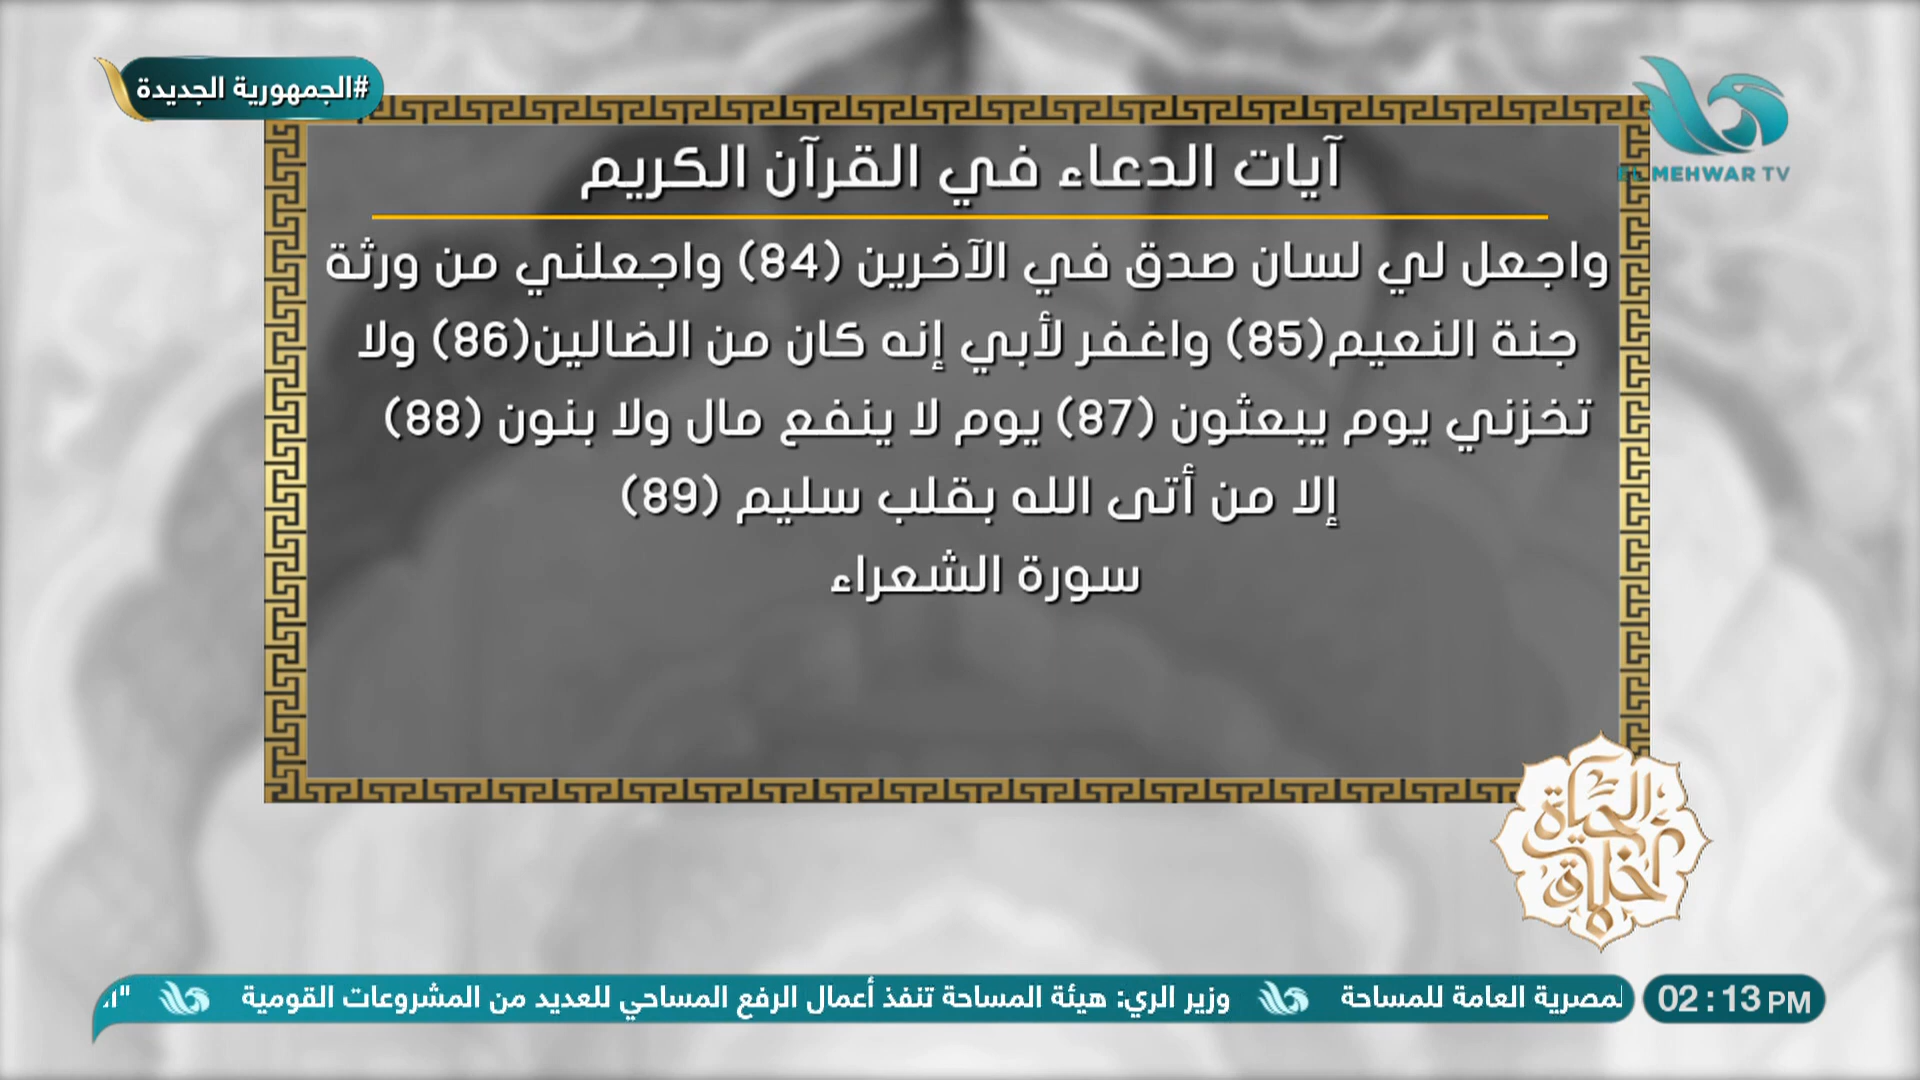 #الجمهورية الجديدة
EL MEHWAR TV
آيات الدعاء في القرآن الكريم
واجعل لي لسان صدق في الآخرين (84) واجعلني من ورثة
جنة النعيم(85) واغفر لأبي إنه كان من الضالين(86) ولا
تخزني يوم يبعثون (87) يوم لا ينفع مال ولا بنون (88)
إلا من أتى الله بقلب سليم (89)
سورة الشعراء
الحياة
أخلاق
لمصرية العامة للمساحة وزير الري: هيئة المساحة تنفذ أعمال الرفع المساحي للعديد من المشروعات القومية
02:13 PM